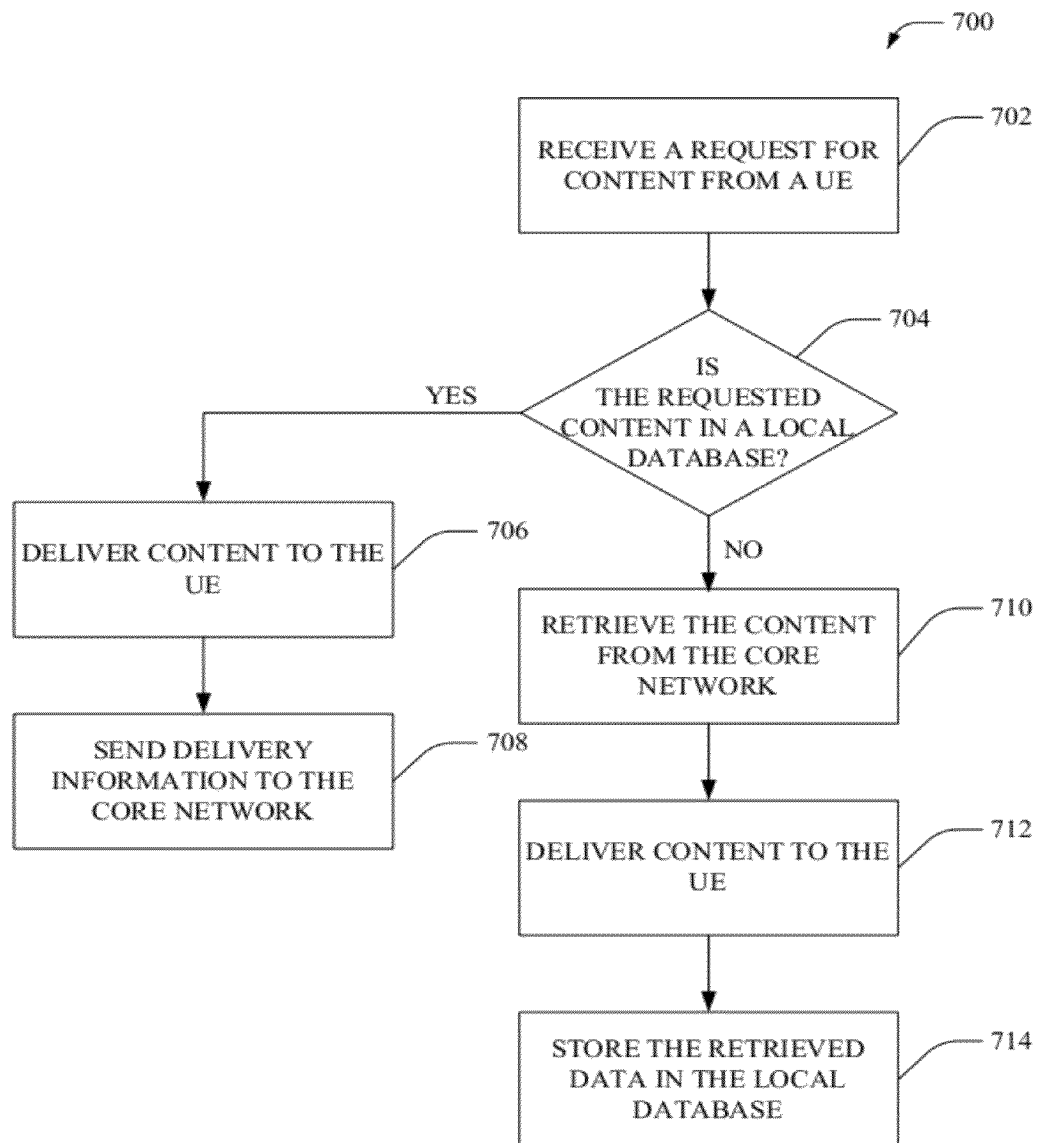 700
RECEIVE A REQUEST FOR
CONTENT FROM A UE
702
IS
THE REQUESTED
CONTENT IN A LOCAL
DATABASE?
704
YES
NO
DELIVER CONTENT TO THE
UE
706
SEND DELIVERY
INFORMATION TO THE
CORE NETWORK
708
RETRIEVE THE CONTENT
FROM THE CORE
NETWORK
710
DELIVER CONTENT TO THE
UE
712
STORE THE RETRIEVED
DATA IN THE LOCAL
DATABASE
714